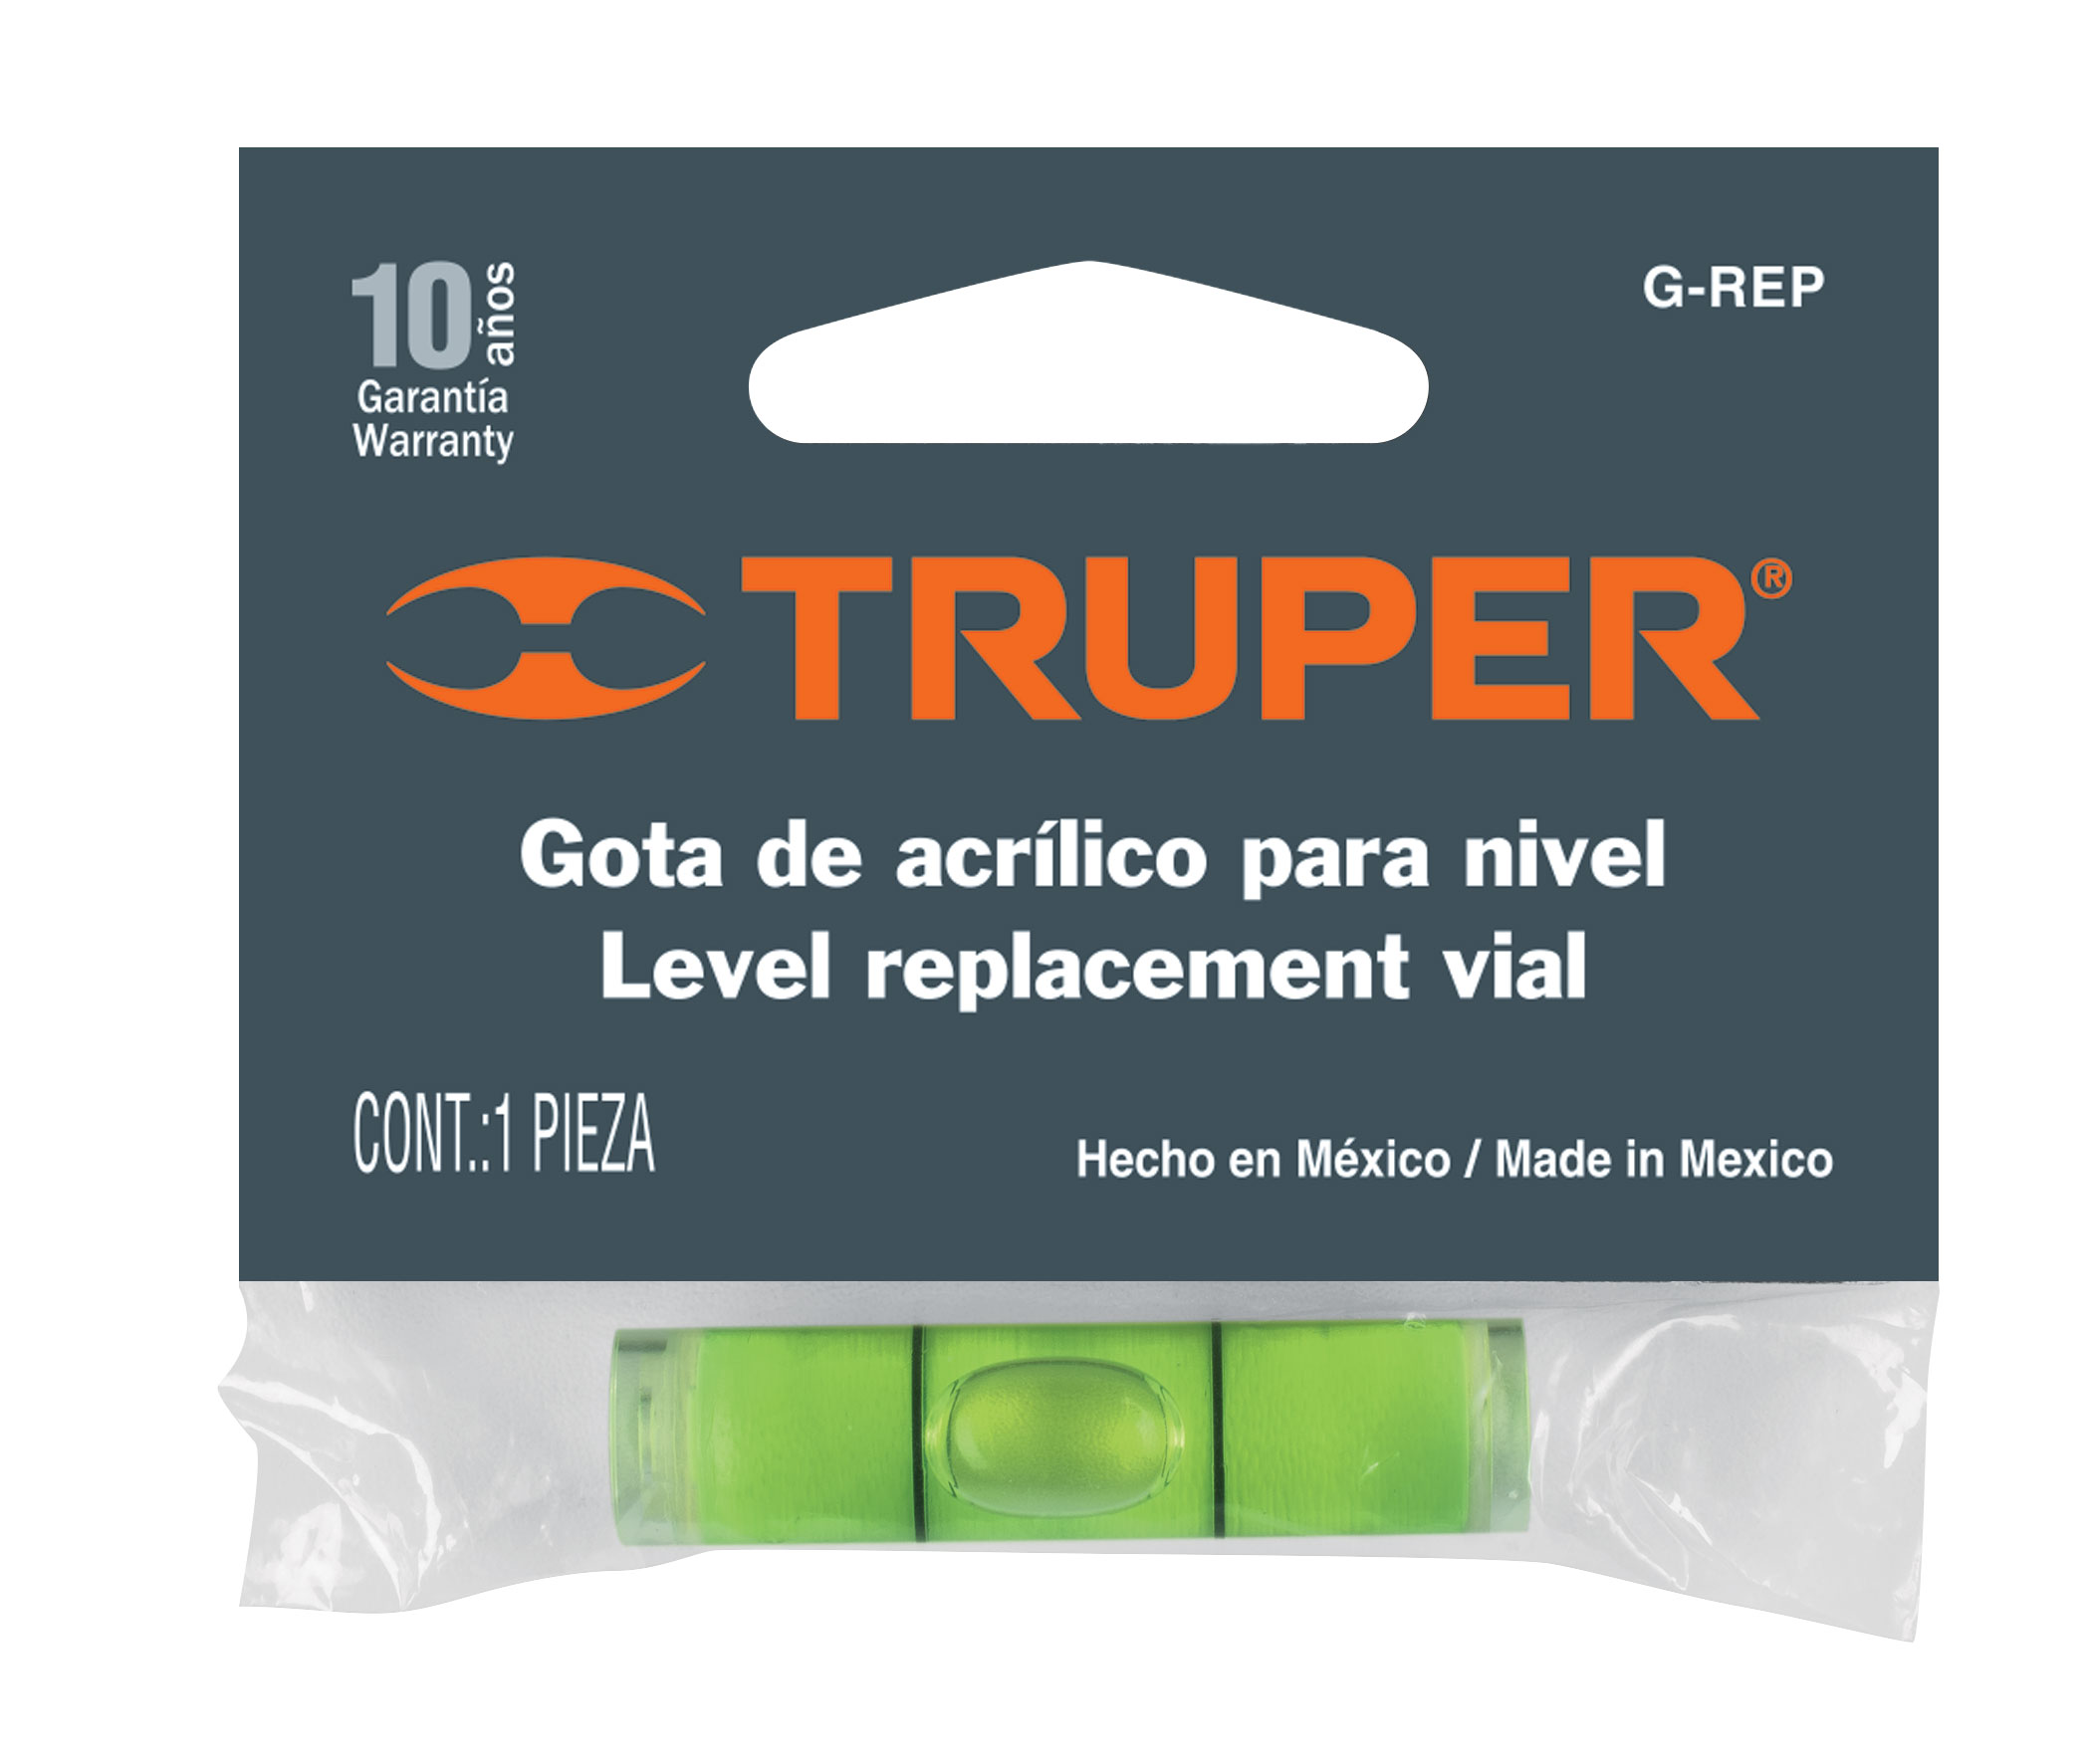 10 años
Garantía
Warranty
G-REP
TRUPER®
Gota de acrílico para nivel
Level replacement vial
CONT.:1 PIEZA
Hecho en México / Made in Mexico